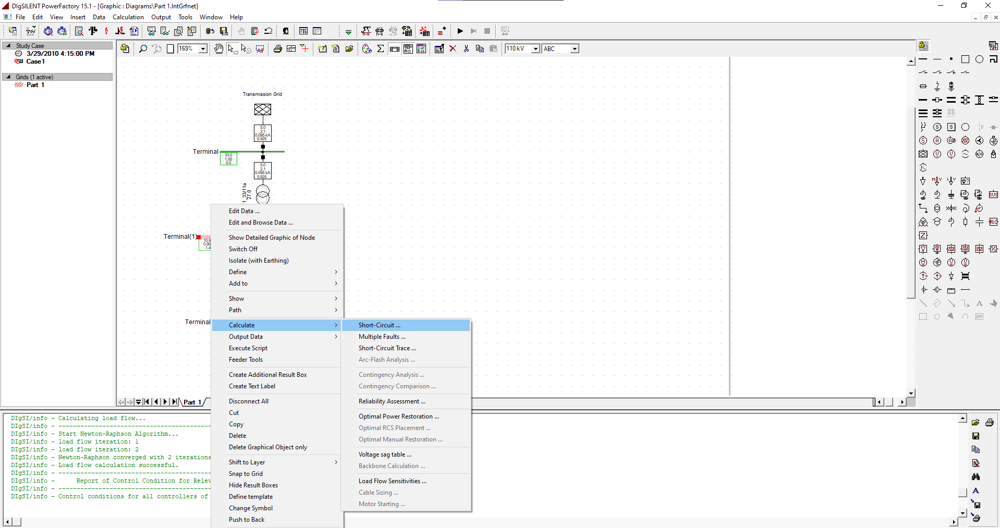 DIgSILENT PowerFactory 15.1 - [Graphic : Diagrams\Part 1.IntGrfnet]
File Edit View Insert Data Calculation Output Tools Window Help
Study Case
3/29/2010 4:15:00 PM
Case1
Grids (1 active)
Part 1
169%
110 kV
ABC
Transmission Grid
5.0
2.1
0.095 kA
0.925
Terminal
33.0
1.00
0.0
5.0
2.1
0.095 kA
0.925
1_33/11a
27.0
Terminal(1)
10.9
0.99
-1.4
Terminal
Edit Data ...
Edit and Browse Data ...
Show Detailed Graphic of Node
Switch Off
Isolate (with Earthing)
Define
Add to
Show
Path
Calculate
Output Data
Execute Script
Feeder Tools
Create Additional Result Box
Create Text Label
Disconnect All
Cut
Copy
Delete
Delete Graphical Object only
Shift to Layer
Snap to Grid
Hide Result Boxes
Define template
Change Symbol
Push to Back
Short-Circuit ...
Multiple Faults ...
Short-Circuit Trace ...
Arc-Flash Analysis ...
Contingency Analysis ...
Contingency Comparison ...
Reliability Assessment ...
Optimal Power Restoration ...
Optimal RCS Placement ...
Optimal Manual Restoration ...
Voltage sag table ...
Backbone Calculation ...
Load Flow Sensitivities ...
Cable Sizing ...
Motor Starting ...
Part 1
DIgSI/info - Calculating load flow...
DIgSI/info - --------------------------------------------
DIgSI/info - Start Newton-Raphson Algorithm...
DIgSI/info - load flow iteration: 1
DIgSI/info - load flow iteration: 2
DIgSI/info - Newton-Raphson converged with 2 iterations
DIgSI/info - Load flow calculation successful.
DIgSI/info - --------------------------------------------
DIgSI/info - Report of Control Condition for Relev
DIgSI/info - --------------------------------------------
DIgSI/info - Control conditions for all controllers of